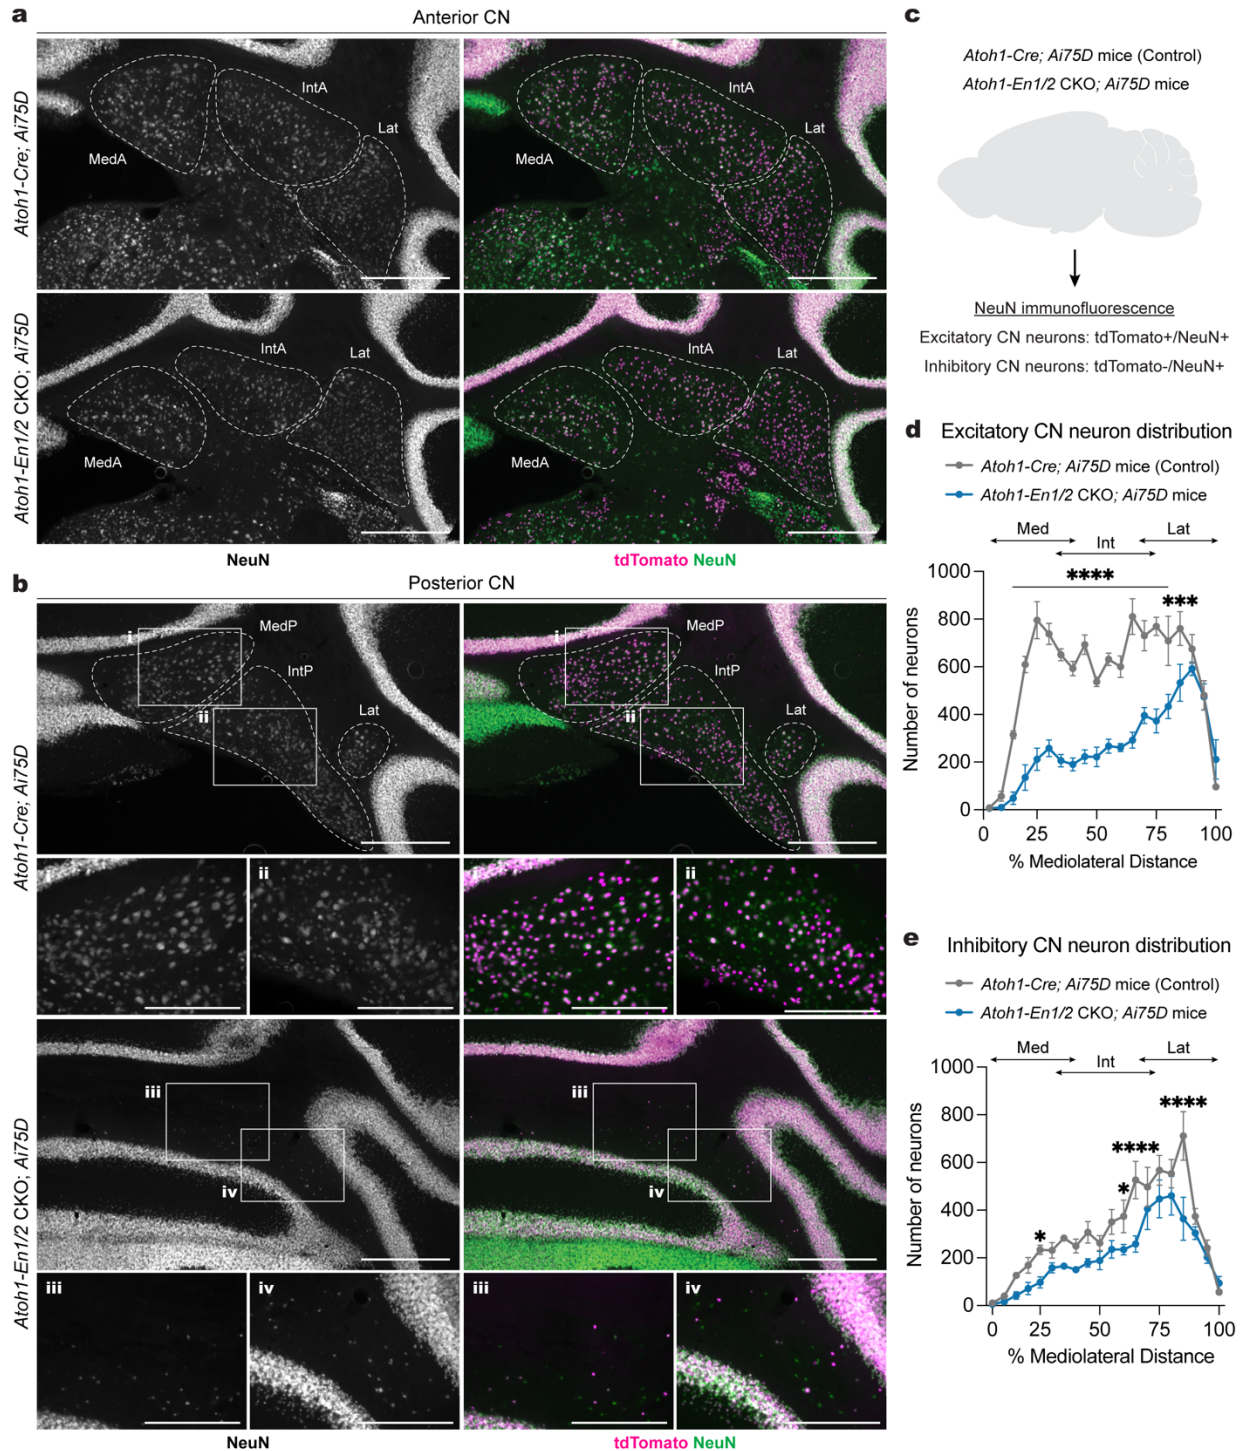 a
Anterior CN
Atoh1-Cre; Ai75D
MedA
IntA
Lat
MedA
IntA
Lat
Atoh1-En1/2 CKO; Ai75D
MedA
IntA
Lat
MedA
IntA
Lat
NeuN
tdTomato NeuN
b
Posterior CN
Atoh1-Cre; Ai75D
i
MedP
IntP
ii
Lat
i
MedP
IntP
ii
Lat
i
ii
i
ii
Atoh1-En1/2 CKO; Ai75D
iii
iv
iii
iv
iii
iv
iii
iv
NeuN
tdTomato NeuN
c
Atoh1-Cre; Ai75D mice (Control)
Atoh1-En1/2 CKO; Ai75D mice
NeuN immunofluorescence
Excitatory CN neurons: tdTomato+/NeuN+
Inhibitory CN neurons: tdTomato-/NeuN+
d
Excitatory CN neuron distribution
Atoh1-Cre; Ai75D mice (Control)
Atoh1-En1/2 CKO; Ai75D mice
Med
Int
Lat
****
***
Number of neurons
1000
800
600
400
200
0
0 25 50 75 100
% Mediolateral Distance
e
Inhibitory CN neuron distribution
Atoh1-Cre; Ai75D mice (Control)
Atoh1-En1/2 CKO; Ai75D mice
Med
Int
Lat
*
*
****
****
Number of neurons
1000
800
600
400
200
0
0 25 50 75 100
% Mediolateral Distance